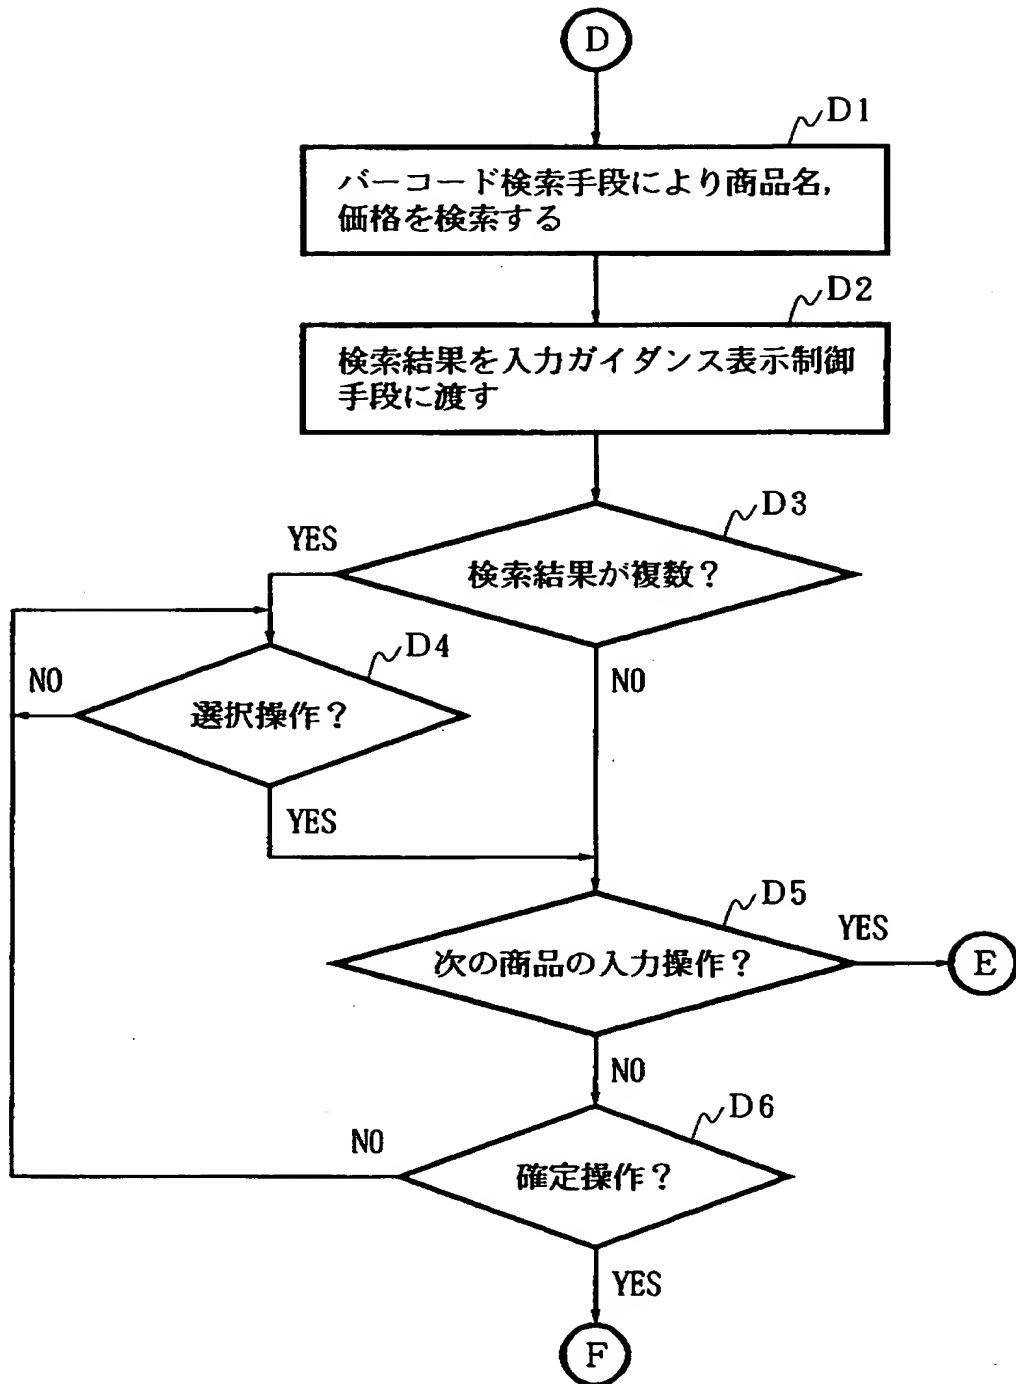 D
D1
バーコード検索手段により商品名,
価格を検索する
D2
検索結果を入力ガイダンス表示制御
手段に渡す
D3
YES
検索結果が複数?
D4
NO
NO
選択操作?
YES
D5
YES
次の商品の入力操作?
E
NO
D6
NO
確定操作?
YES
F